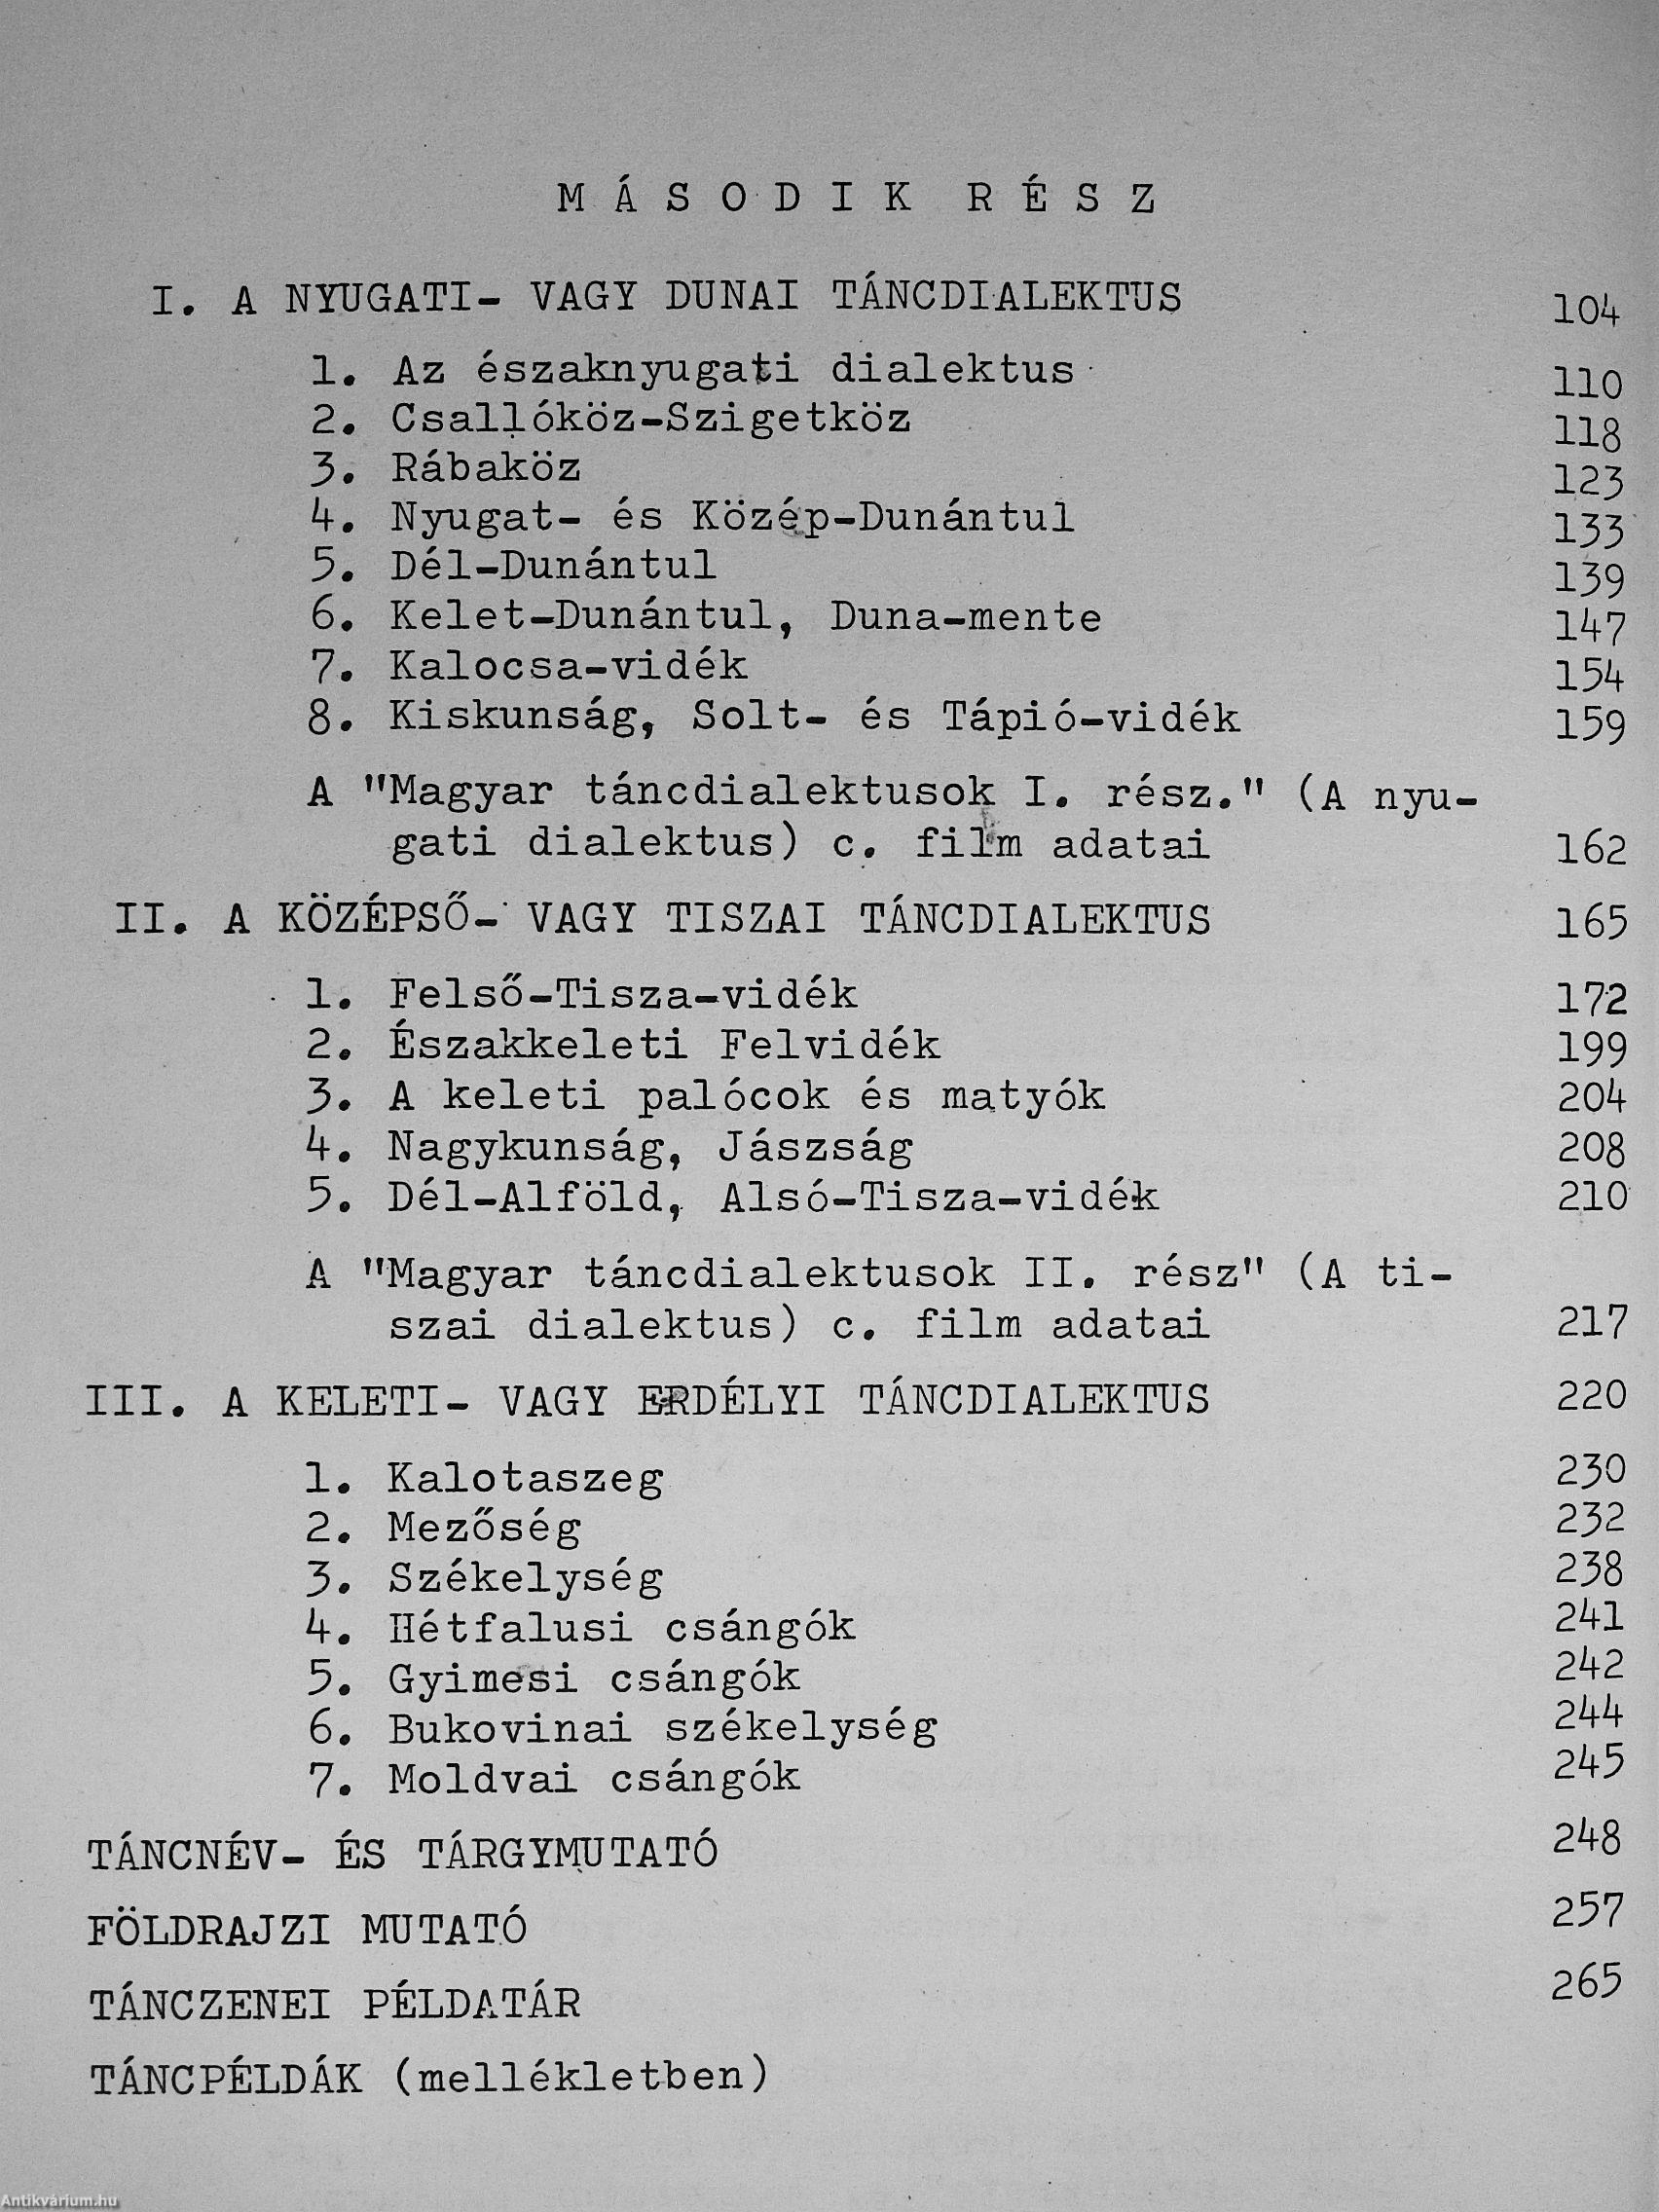 MÁSODIK RÉSZ
I. A NYUGATI- VAGY DUNAI TÁNCDIALEKTUS 104
1. Az északnyugati dialektus 110
2. Csallóköz-Szigetköz 118
3. Rábaköz 123
4. Nyugat- és Közép-Dunántul 133
5. Dél-Dunántul 139
6. Kelet-Dunántul, Duna-mente 147
7. Kalocsa-vidék 154
8. Kiskunság, Solt- és Tápió-vidék 159
A "Magyar táncdialektusok I. rész." (A nyu-
gati dialektus) c. film adatai 162
II. A KÖZÉPSŐ- VAGY TISZAI TÁNCDIALEKTUS 165
1. Felső-Tisza-vidék 172
2. Északkeleti Felvidék 199
3. A keleti palócok és matyók 204
4. Nagykunság, Jászság 208
5. Dél-Alföld, Alsó-Tisza-vidék 210
A "Magyar táncdialektusok II. rész" (A ti-
szai dialektus) c. film adatai 217
III. A KELETI- VAGY ERDÉLYI TÁNCDIALEKTUS 220
1. Kalotaszeg 230
2. Mezőség 232
3. Székelység 238
4. Hétfalusi csángók 241
5. Gyimesi csángók 242
6. Bukovinai székelység 244
7. Moldvai csángók 245
TÁNCNÉV- ÉS TÁRGYMUTATÓ 248
FÖLDRAJZI MUTATÓ 257
TÁNCZENEI PÉLDATÁR 265
TÁNCPÉLDÁK (mellékletben)
Antikvárium.hu